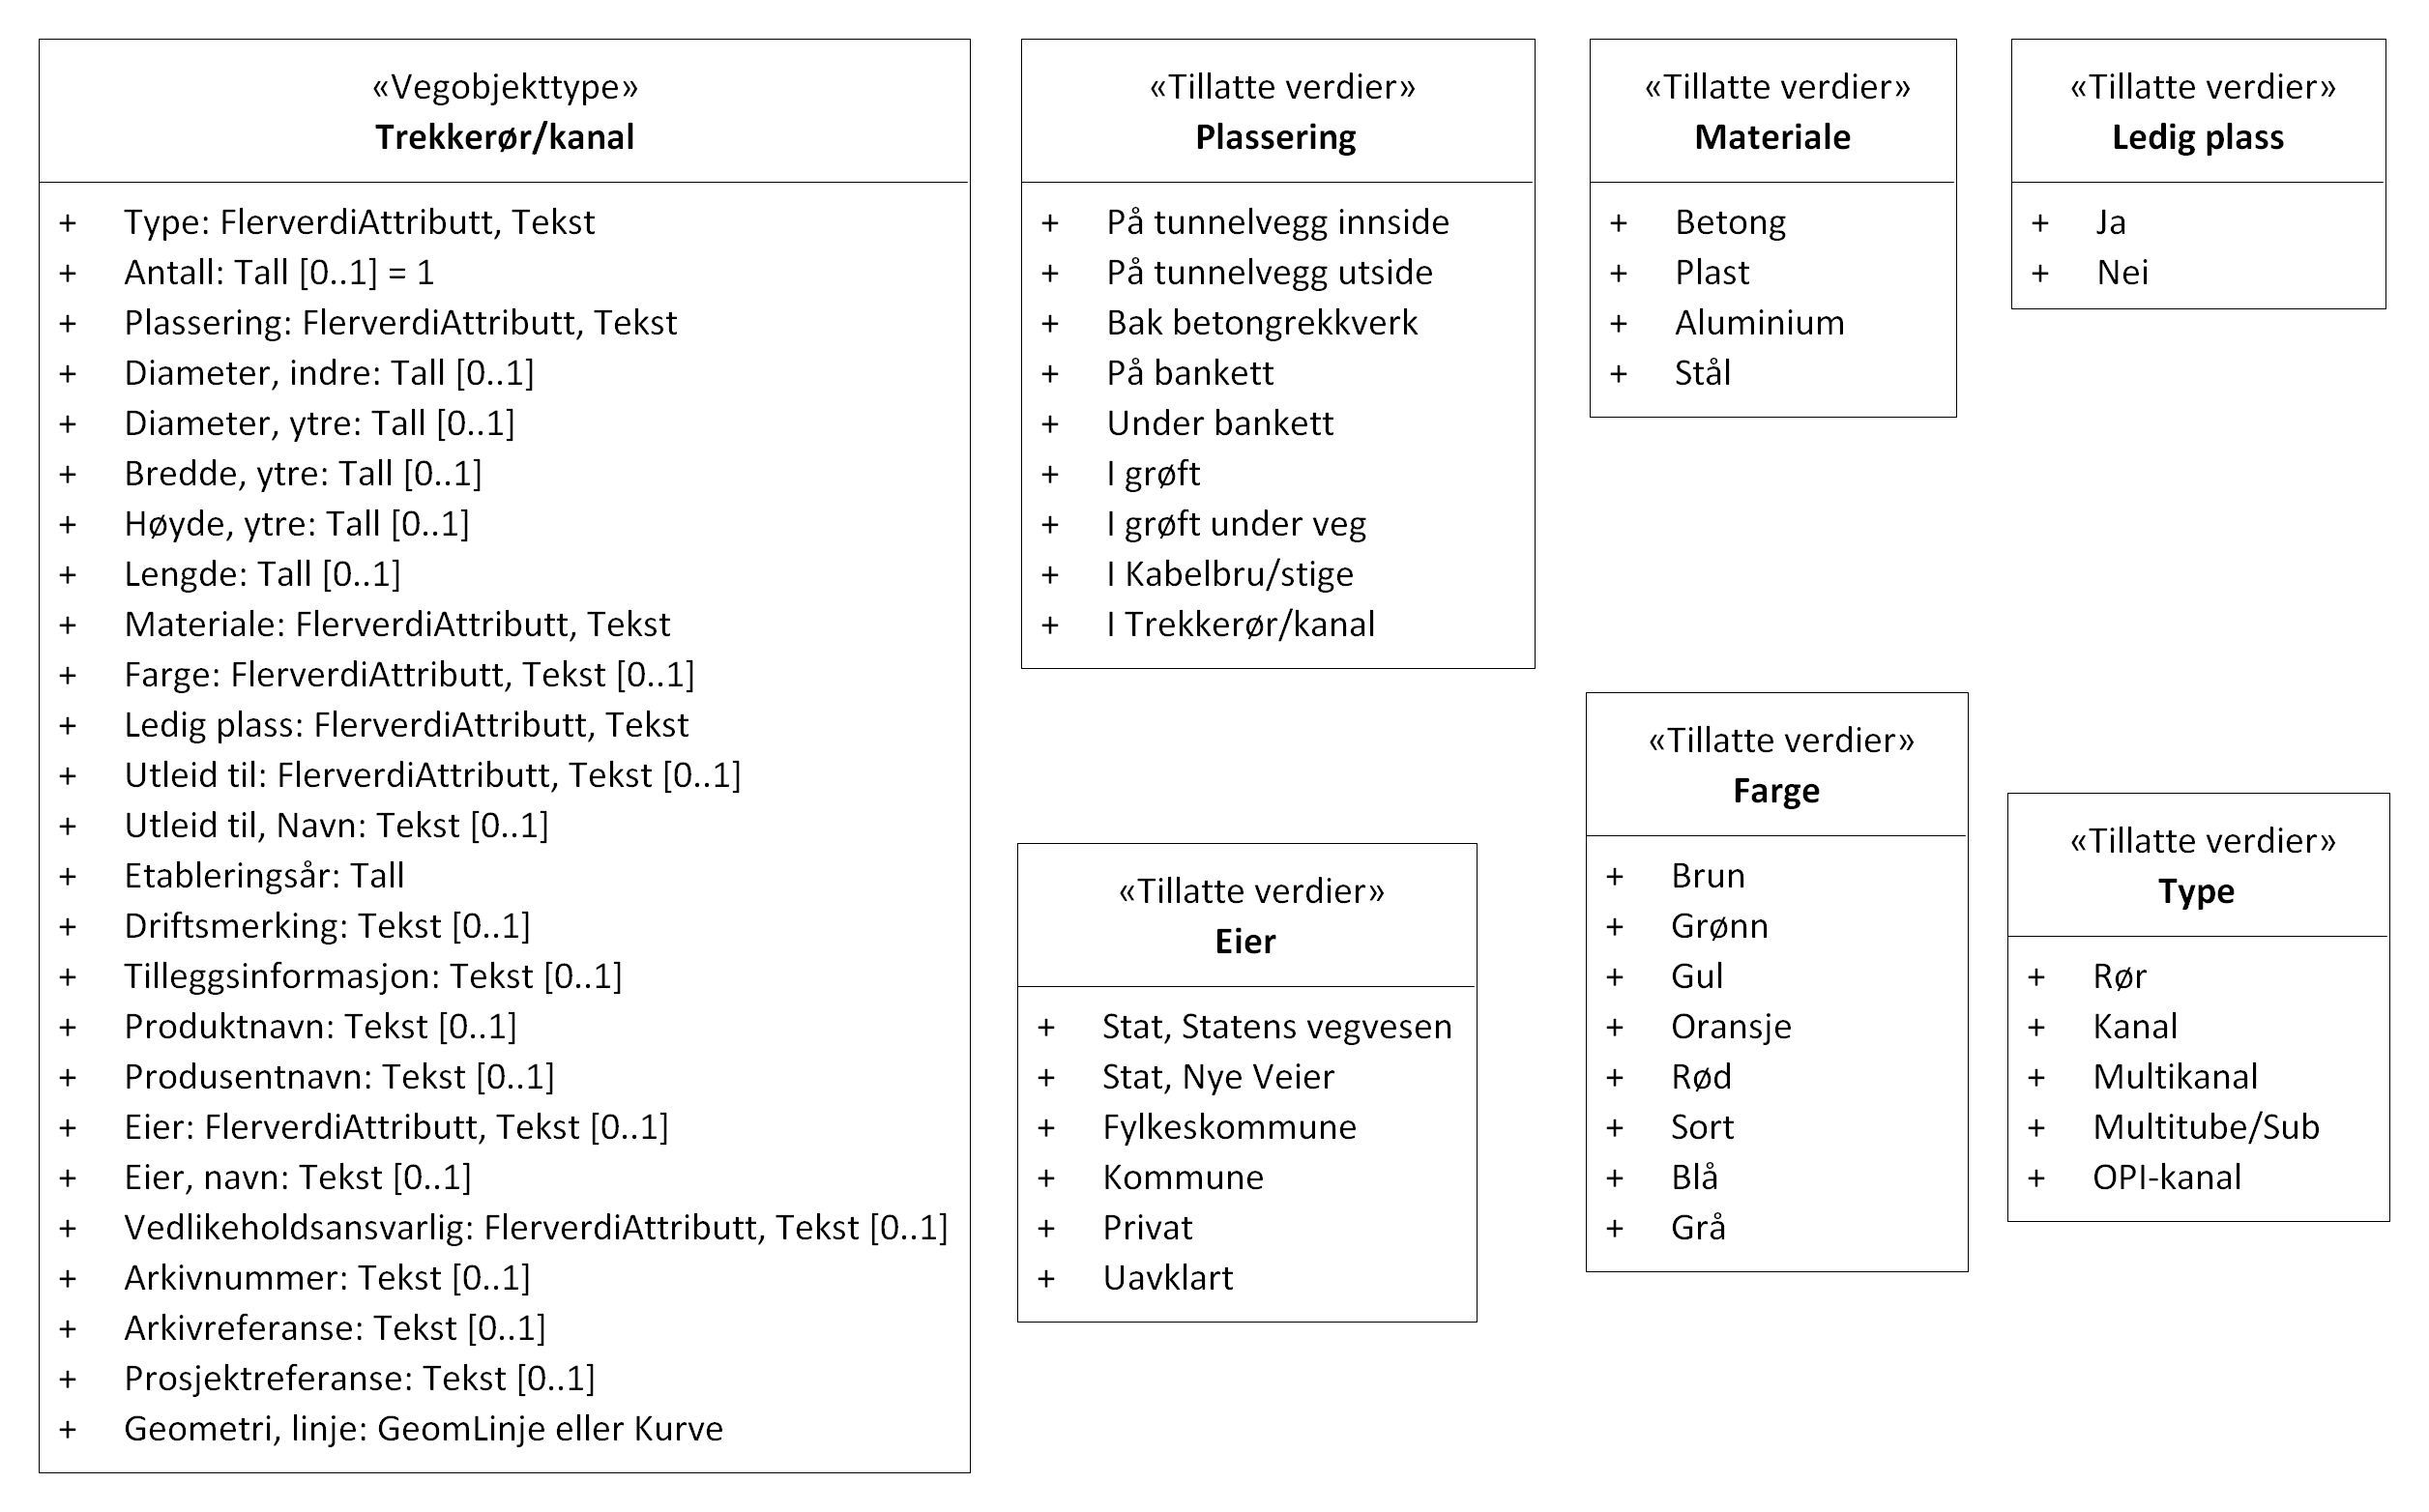 «Vegobjekttype»
Trekkerør/kanal
+ Type: FlerverdiAttributt, Tekst
+ Antall: Tall [0..1] = 1
+ Plassering: FlerverdiAttributt, Tekst
+ Diameter, indre: Tall [0..1]
+ Diameter, ytre: Tall [0..1]
+ Bredde, ytre: Tall [0..1]
+ Høyde, ytre: Tall [0..1]
+ Lengde: Tall [0..1]
+ Materiale: FlerverdiAttributt, Tekst
+ Farge: FlerverdiAttributt, Tekst [0..1]
+ Ledig plass: FlerverdiAttributt, Tekst
+ Utleid til: FlerverdiAttributt, Tekst [0..1]
+ Utleid til, Navn: Tekst [0..1]
+ Etableringsår: Tall
+ Driftsmerking: Tekst [0..1]
+ Tilleggsinformasjon: Tekst [0..1]
+ Produktnavn: Tekst [0..1]
+ Produsentnavn: Tekst [0..1]
+ Eier: FlerverdiAttributt, Tekst [0..1]
+ Eier, navn: Tekst [0..1]
+ Vedlikeholdsansvarlig: FlerverdiAttributt, Tekst [0..1]
+ Arkivnummer: Tekst [0..1]
+ Arkivreferanse: Tekst [0..1]
+ Prosjektreferanse: Tekst [0..1]
+ Geometri, linje: GeomLinje eller Kurve
«Tillatte verdier»
Plassering
+ På tunnelvegg innside
+ På tunnelvegg utside
+ Bak betongrekkverk
+ På bankett
+ Under bankett
+ I grøft
+ I grøft under veg
+ I Kabelbru/stige
+ I Trekkerør/kanal
«Tillatte verdier»
Materiale
+ Betong
+ Plast
+ Aluminium
+ Stål
«Tillatte verdier»
Ledig plass
+ Ja
+ Nei
«Tillatte verdier»
Eier
+ Stat, Statens vegvesen
+ Stat, Nye Veier
+ Fylkeskommune
+ Kommune
+ Privat
+ Uavklart
«Tillatte verdier»
Farge
+ Brun
+ Grønn
+ Gul
+ Oransje
+ Rød
+ Sort
+ Blå
+ Grå
«Tillatte verdier»
Type
+ Rør
+ Kanal
+ Multikanal
+ Multitube/Sub
+ OPI-kanal